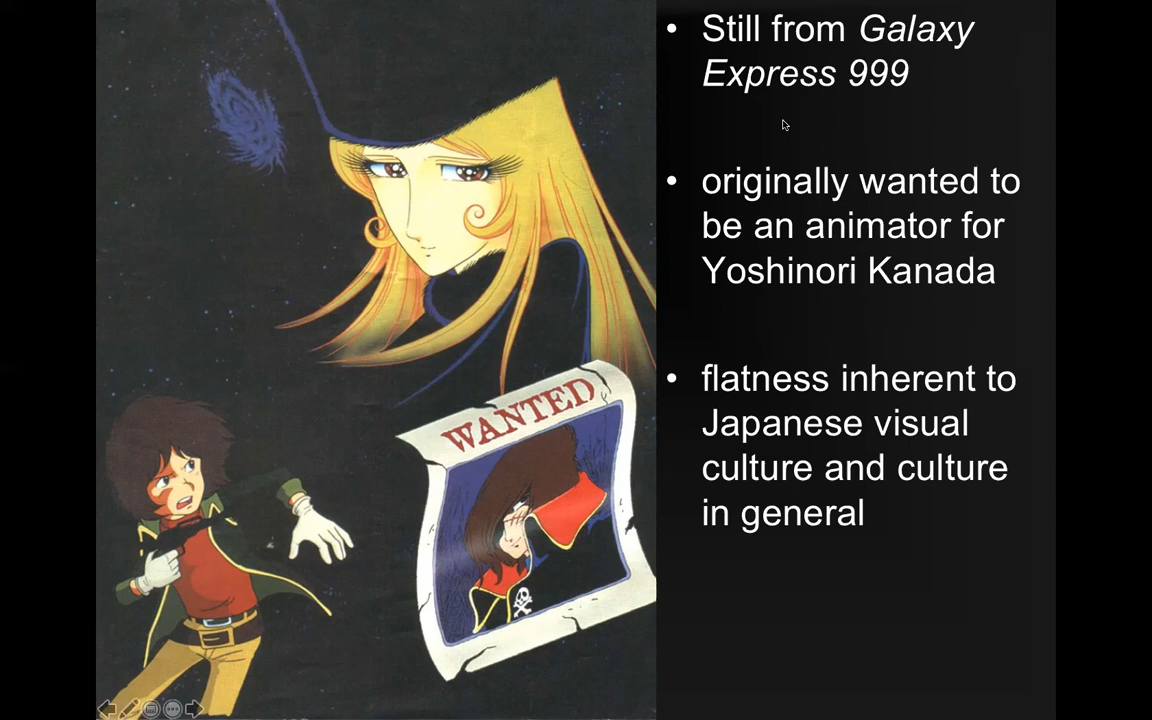 • Still from Galaxy
Express 999
• originally wanted to
be an animator for
Yoshinori Kanada
• flatness inherent to
Japanese visual
culture and culture
in general
WANTED